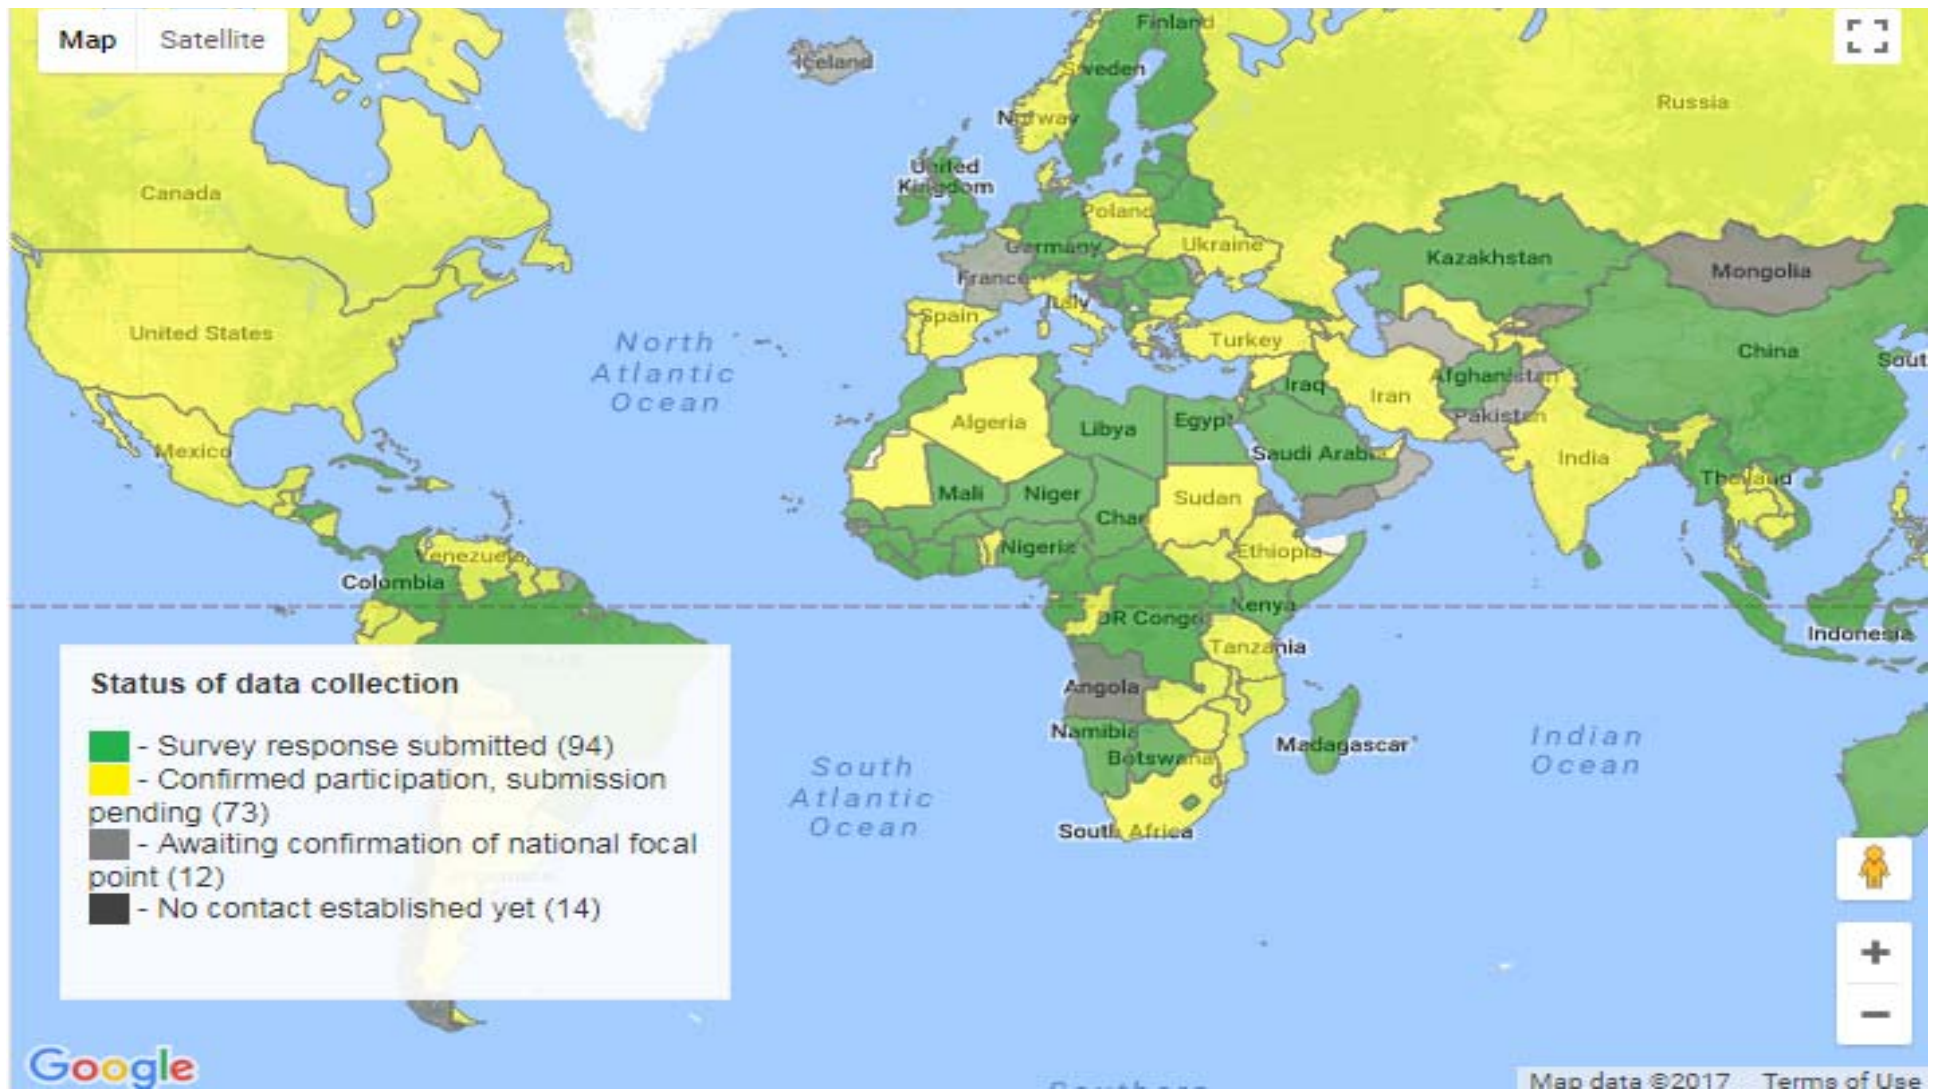 Map Satellite
Finland
Iceland
Sweden
Russia
Norway
United
Kingdom
Canada
Poland
Germany
Ukraine
Kazakhstan
Mongolia
France
Italy
Spain
United States
Turkey
China
Sout
North
Atlantic
Ocean
Iraq
Afghanistan
Iran
Pakistan
Algeria
Libya
Egypt
Saudi Arabia
India
Mexico
Mali
Niger
Sudan
Thailand
Chad
Nigeria
Ethiopia
Venezuela
Colombia
Kenya
DR Congo
Indonesia
Tanzania
Angola
Namibia
Botswana
Madagascar
Indian
Ocean
South
Atlantic
Ocean
South Africa
Status of data collection
- Survey response submitted (94)
- Confirmed participation, submission
pending (73)
- Awaiting confirmation of national focal
point (12)
- No contact established yet (14)
+
−
Google
Southern
Map data ©2017 Terms of Use